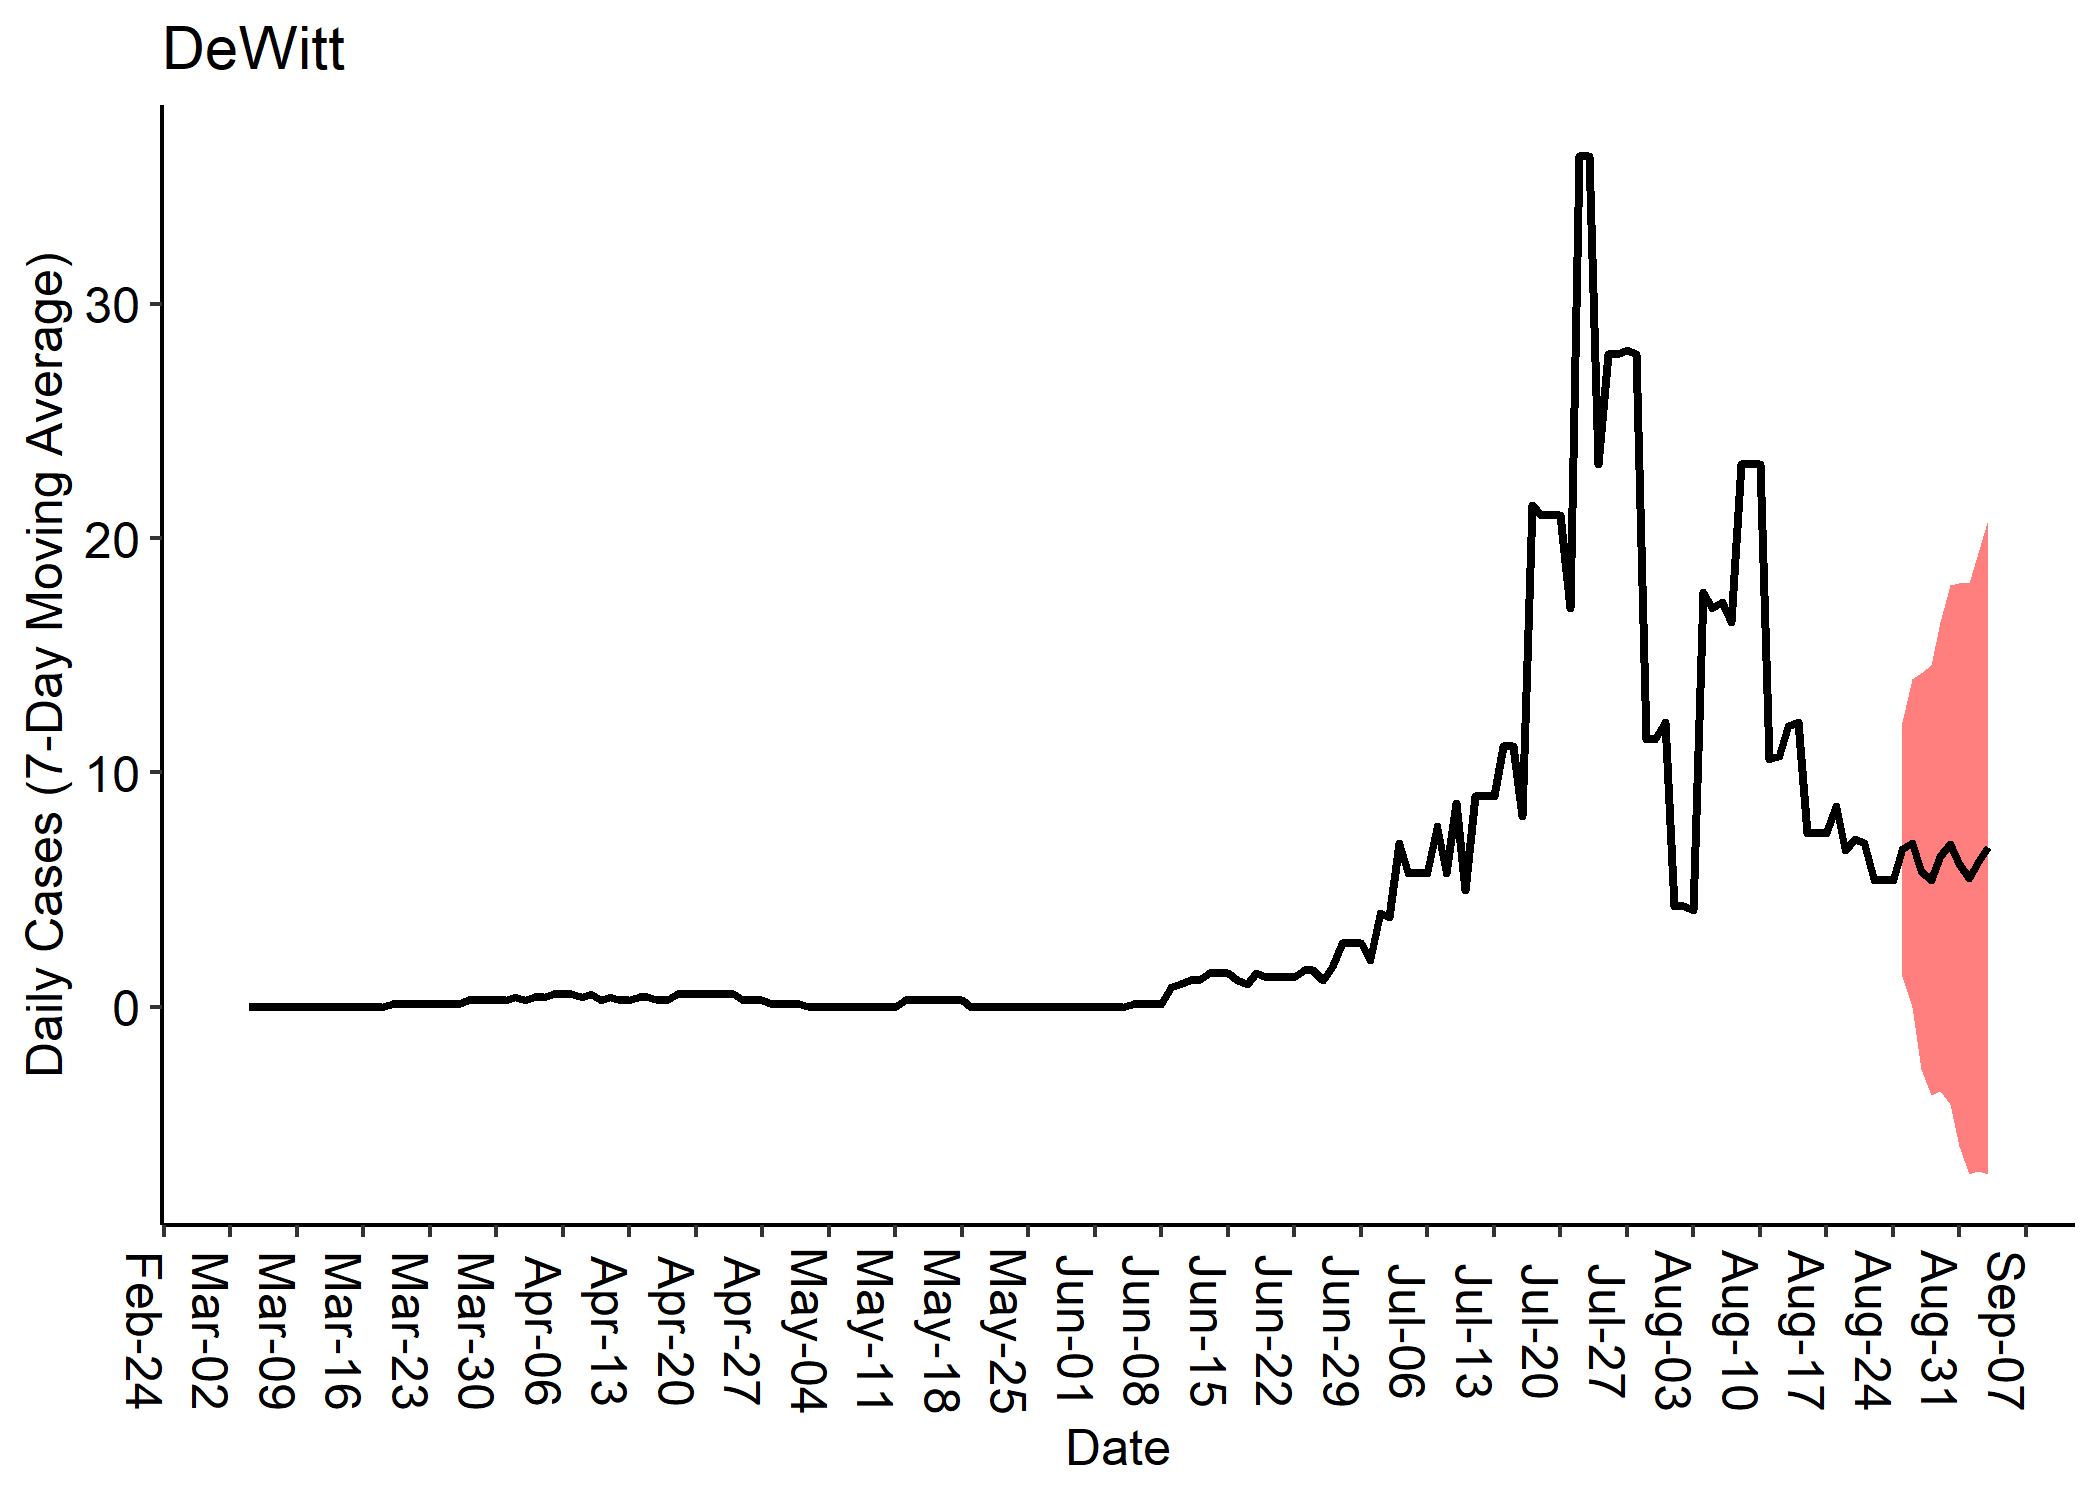 DeWitt
Daily Cases (7-Day Moving Average)
30
20
10
0
Feb-24
Mar-02
Mar-09
Mar-16
Mar-23
Mar-30
Apr-06
Apr-13
Apr-20
Apr-27
May-04
May-11
May-18
May-25
Jun-01
Jun-08
Jun-15
Jun-22
Jun-29
Jul-06
Jul-13
Jul-20
Jul-27
Aug-03
Aug-10
Aug-17
Aug-24
Aug-31
Sep-07
Date